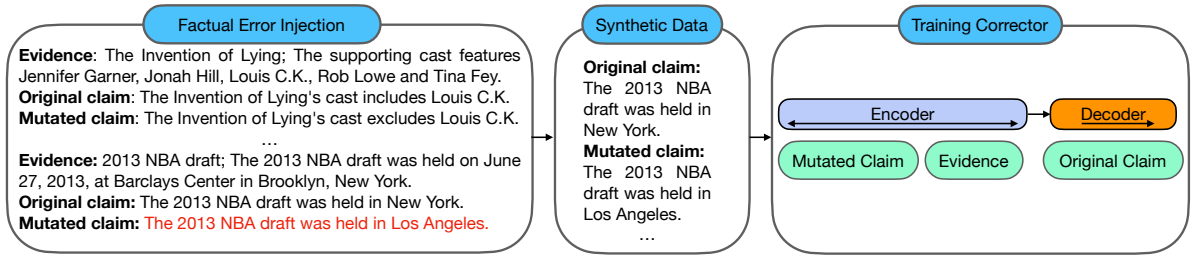 Factual Error Injection
Evidence: The Invention of Lying; The supporting cast features
Jennifer Garner, Jonah Hill, Louis C.K., Rob Lowe and Tina Fey.
Original claim: The Invention of Lying's cast includes Louis C.K.
Mutated claim: The Invention of Lying's cast excludes Louis C.K.
...
Evidence: 2013 NBA draft; The 2013 NBA draft was held on June
27, 2013, at Barclays Center in Brooklyn, New York.
Original claim: The 2013 NBA draft was held in New York.
Mutated claim: The 2013 NBA draft was held in Los Angeles.
Synthetic Data
Original claim:
The 2013 NBA
draft was held in
New York.
Mutated claim:
The 2013 NBA
draft was held in
Los Angeles.
...
Training Corrector
Encoder
Decoder
Mutated Claim
Evidence
Original Claim